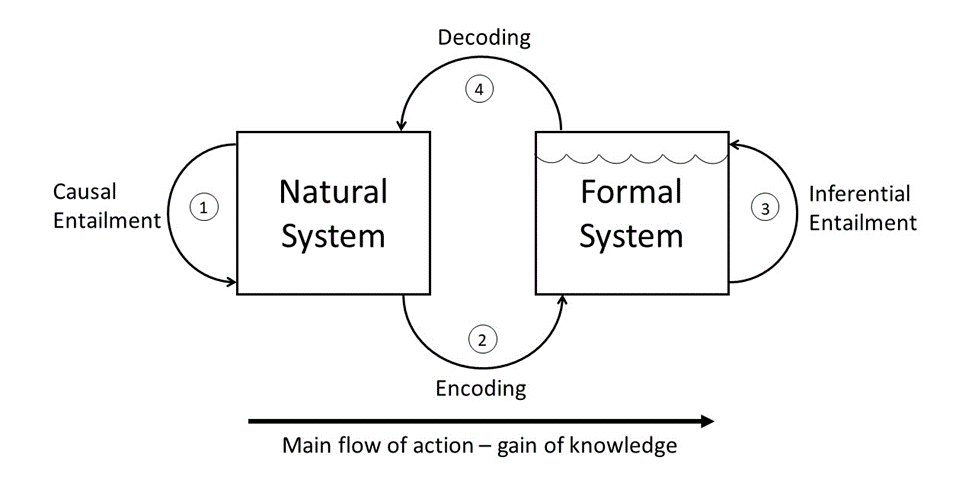 Decoding
4
Causal
Entailment
1
Natural
System
Formal
System
3
Inferential
Entailment
2
Encoding
Main flow of action – gain of knowledge